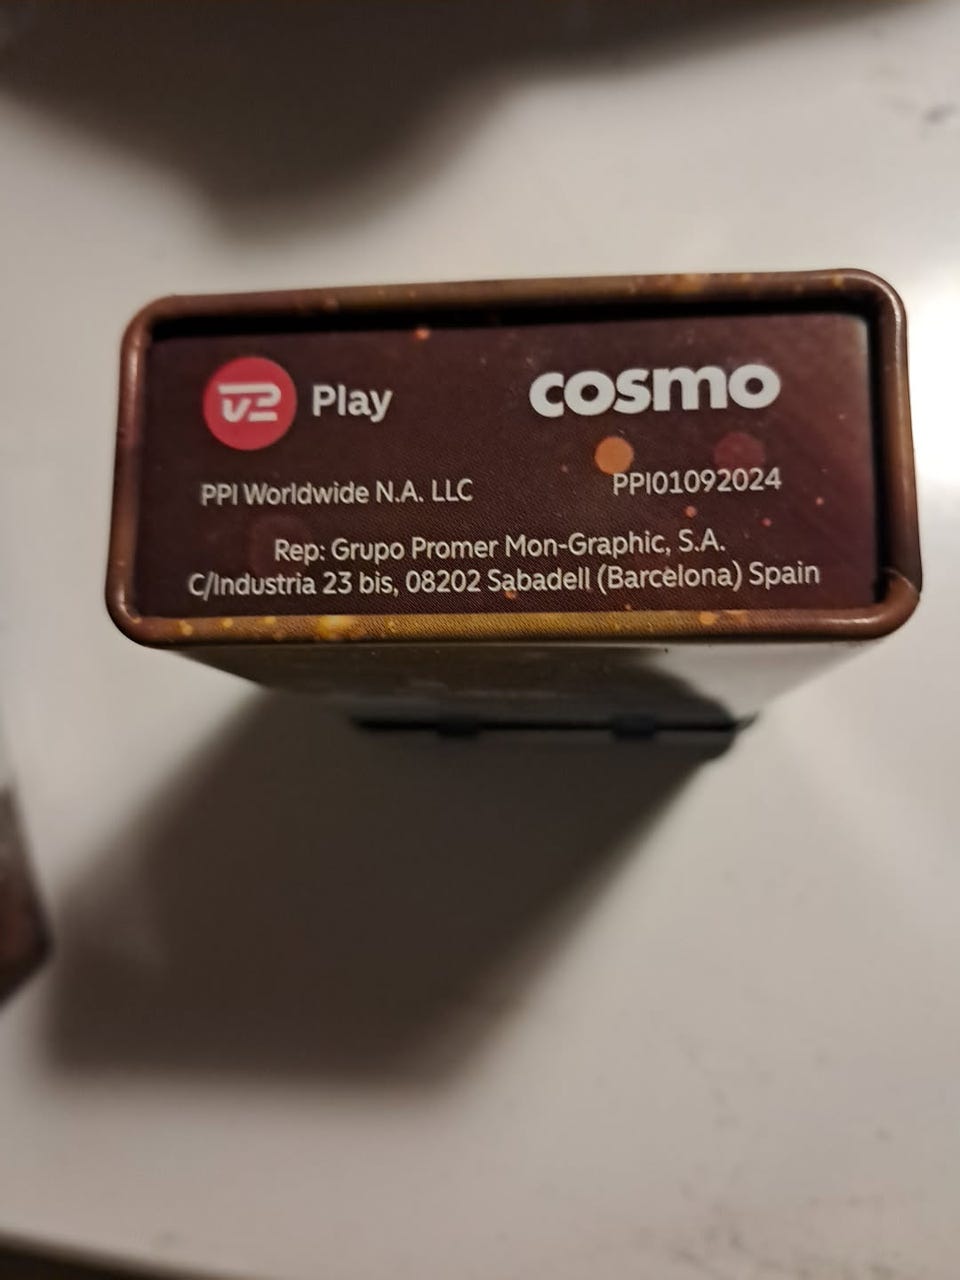 TV2 Play
cosmo
PPI Worldwide N.A. LLC
PPI01092024
Rep: Grupo Promer Mon-Graphic, S.A.
C/Industria 23 bis, 08202 Sabadell (Barcelona) Spain